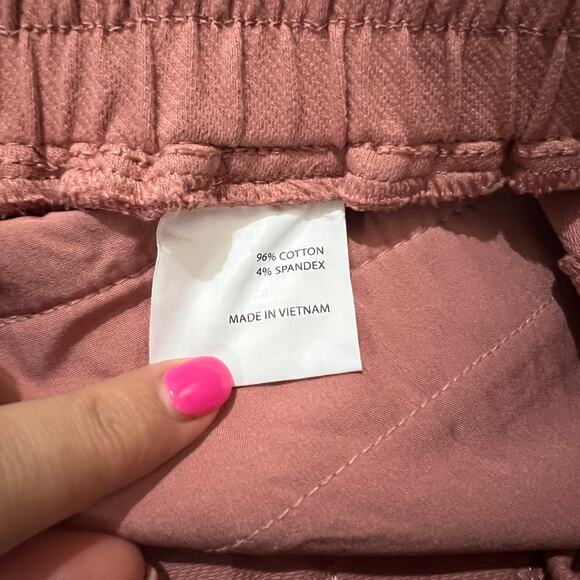 96% COTTON
4% SPANDEX
MADE IN VIETNAM